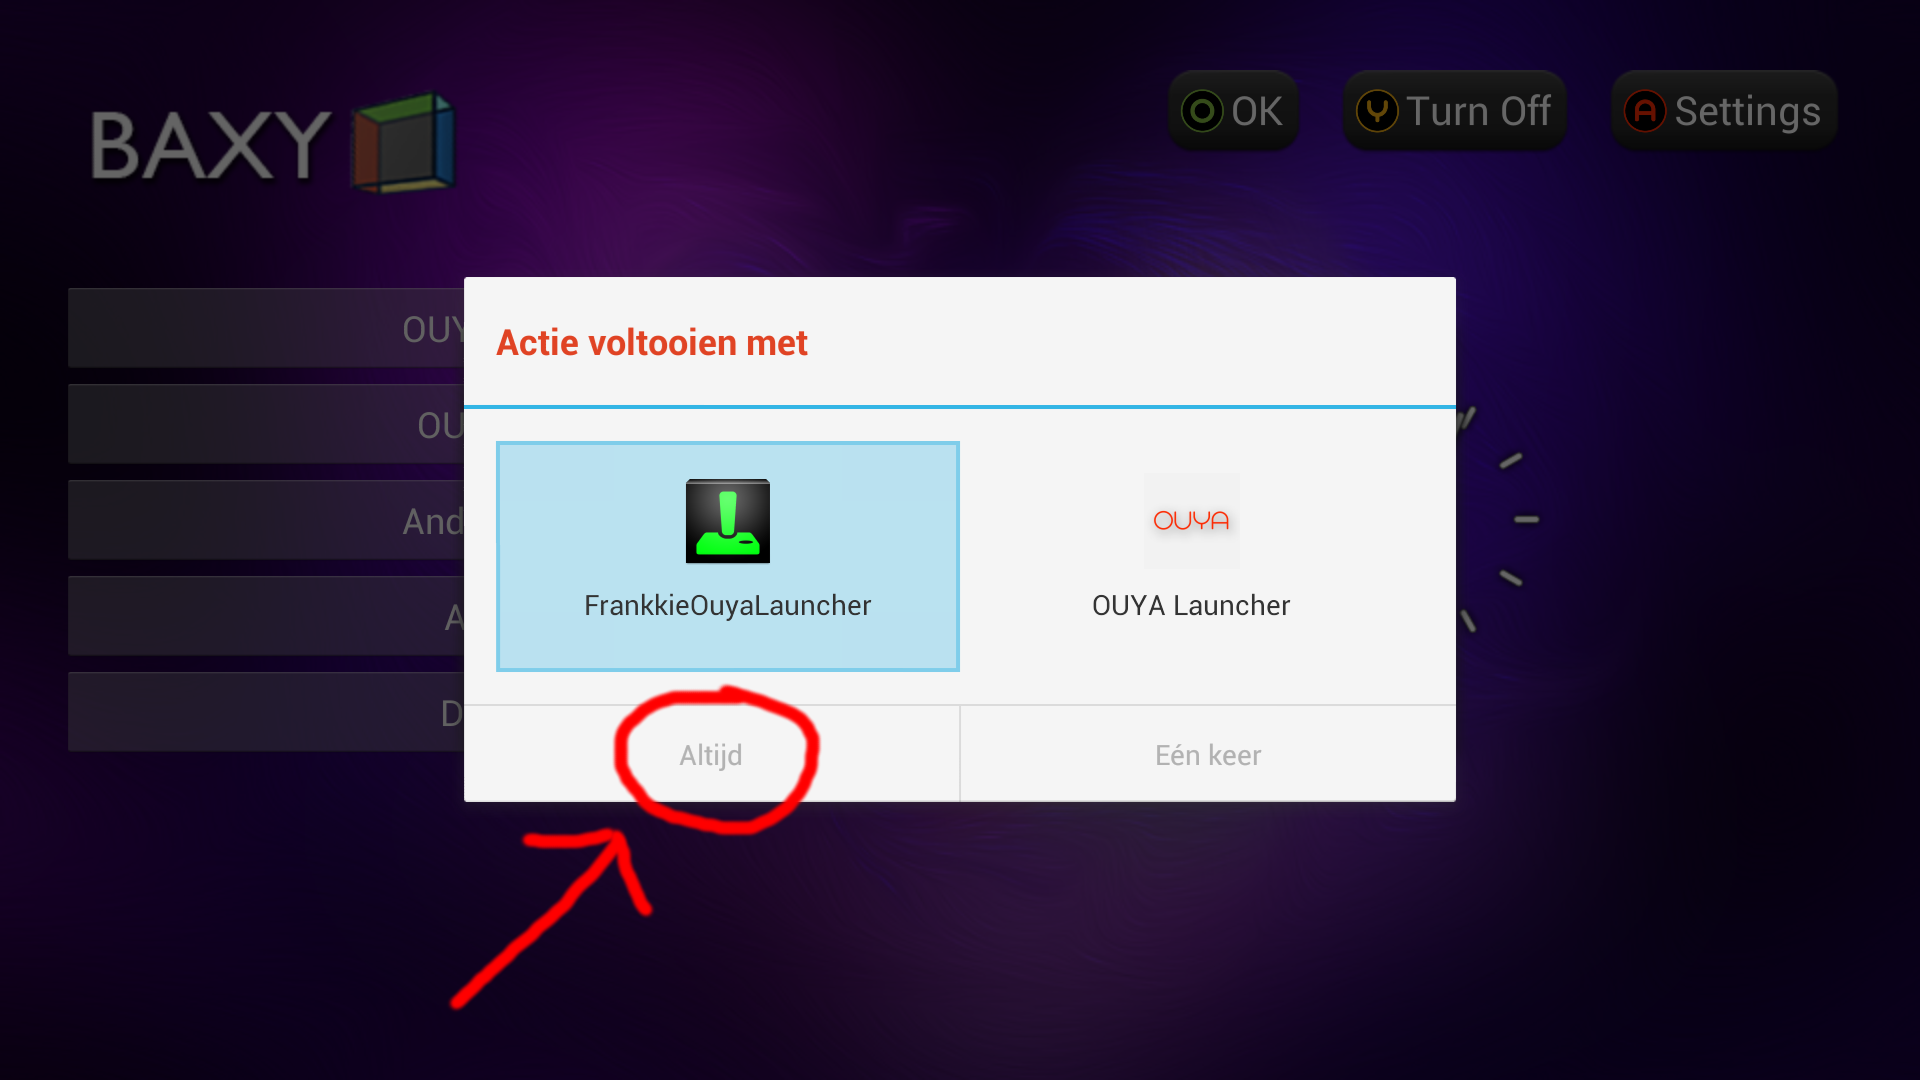 BAXY
O OK
Y Turn Off
A Settings
OUY
OU
And
A
D
Actie voltooien met
FrankkieOuyaLauncher
OUYA
OUYA Launcher
Altijd
Eén keer